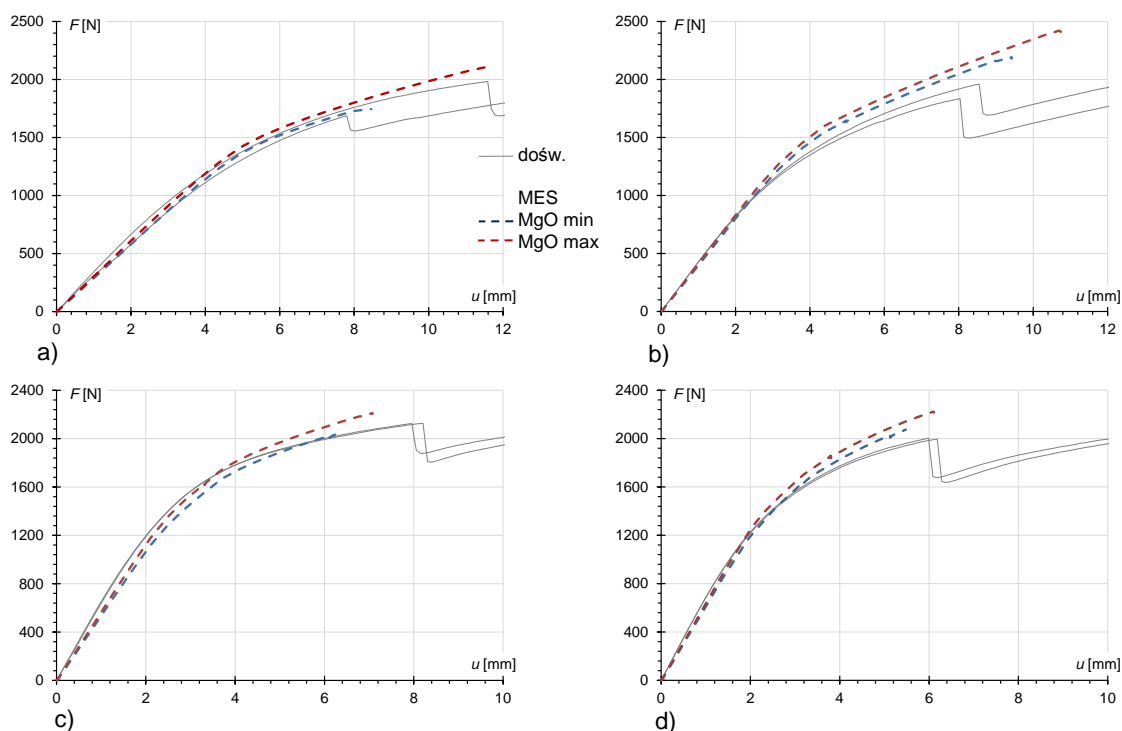 F [N]
2500
2000
1500
1000
500
0
0 2 4 6 8 10 12
u [mm]
dośw.
MES
MgO min
MgO max
a)
F [N]
2500
2000
1500
1000
500
0
0 2 4 6 8 10 12
u [mm]
b)
F [N]
2400
2000
1600
1200
800
400
0
0 2 4 6 8 10
u [mm]
c)
F [N]
2400
2000
1600
1200
800
400
0
0 2 4 6 8 10
u [mm]
d)